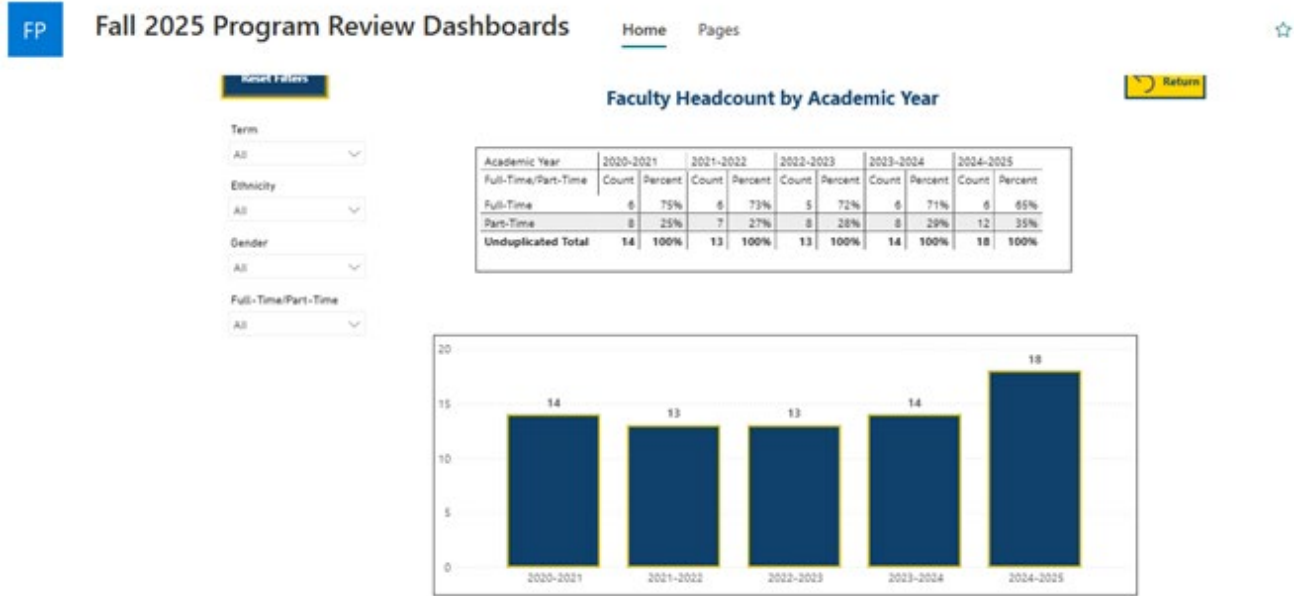 FP Fall 2025 Program Review Dashboards Home Pages
Reset Filters
Return
Faculty Headcount by Academic Year
Term
All
Ethnicity
All
Gender
All
Full-Time/Part-Time
All
Academic Year 2020-2021 2021-2022 2022-2023 2023-2024 2024-2025
Full-Time/Part-Time Count Percent Count Percent Count Percent Count Percent Count Percent
Full-Time 6 75% 6 73% 5 72% 6 71% 6 65%
Part-Time 8 25% 7 27% 8 28% 8 29% 12 35%
Unduplicated Total 14 100% 13 100% 13 100% 14 100% 18 100%
20
15
10
5
0
14 13 13 14 18
2020-2021 2021-2022 2022-2023 2023-2024 2024-2025